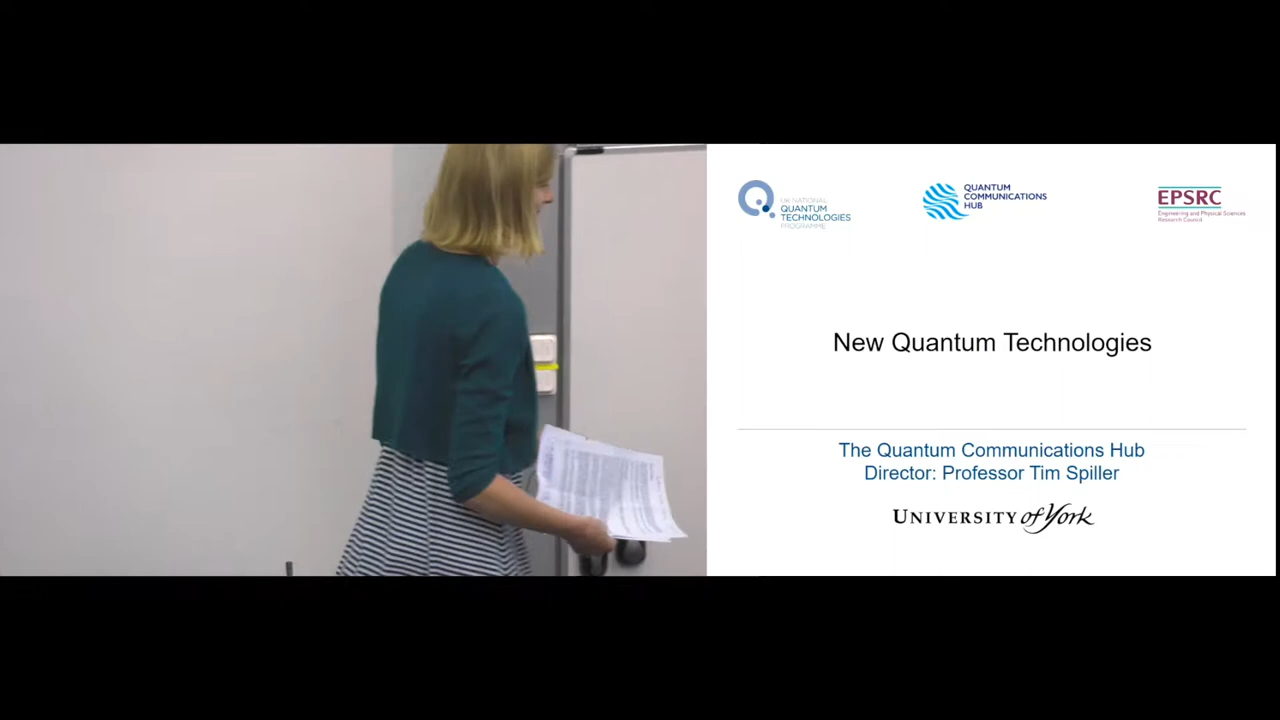 UK NATIONAL
QUANTUM
TECHNOLOGIES
PROGRAMME
QUANTUM
COMMUNICATIONS
HUB
EPSRC
Engineering and Physical Sciences
Research Council
New Quantum Technologies
The Quantum Communications Hub
Director: Professor Tim Spiller
UNIVERSITY of York